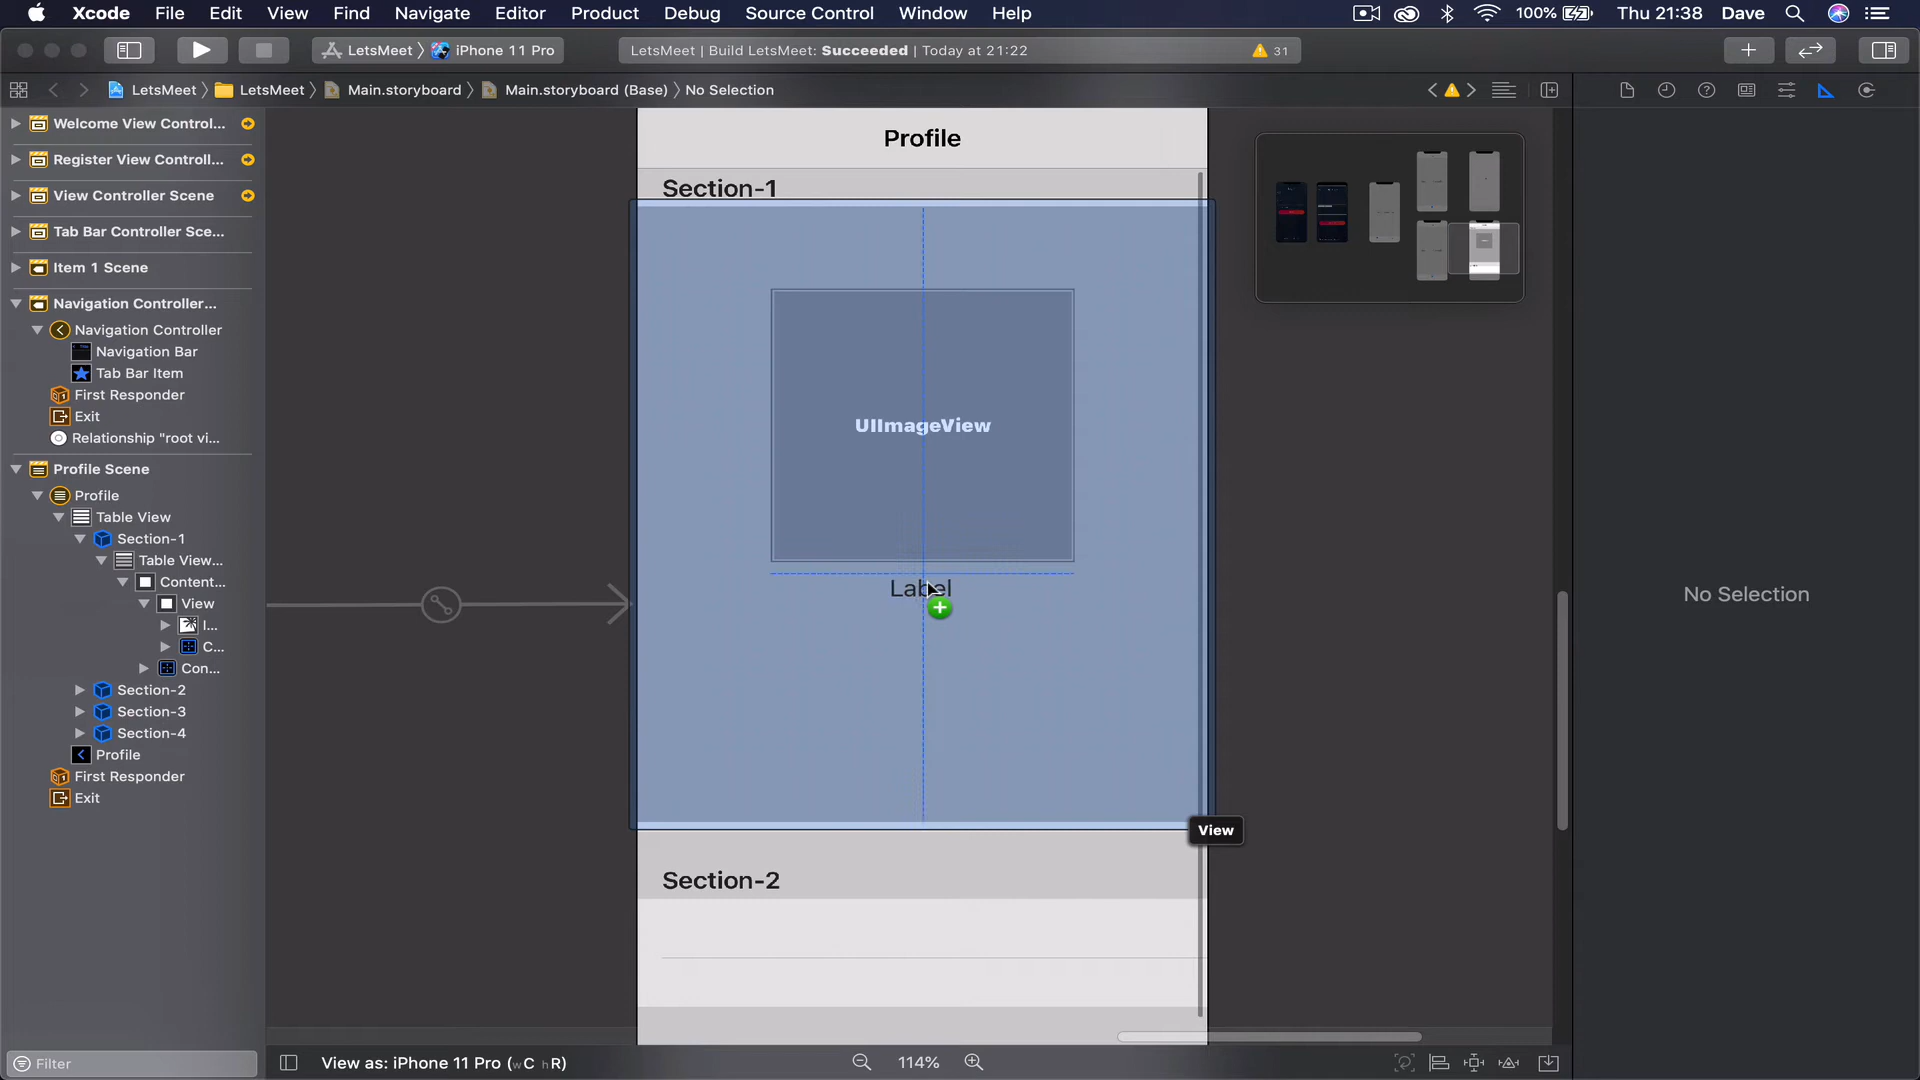 Xcode File Edit View Find Navigate Editor Product Debug Source Control Window Help 100% Thu 21:38 Dave
LetsMeet iPhone 11 Pro LetsMeet | Build LetsMeet: Succeeded | Today at 21:22 31
LetsMeet LetsMeet Main.storyboard Main.storyboard (Base) No Selection
Welcome View Control...
Register View Controll...
View Controller Scene
Tab Bar Controller Sce...
Item 1 Scene
Navigation Controller...
Navigation Controller
Navigation Bar
Tab Bar Item
First Responder
Exit
Relationship "root vi...
Profile Scene
Profile
Table View
Section-1
Table View...
Content...
View
I...
C...
Con...
Section-2
Section-3
Section-4
Profile
First Responder
Exit
Filter
Profile
Section-1
UIImageView
Label
View
Section-2
No Selection
View as: iPhone 11 Pro (wC hR) 114%